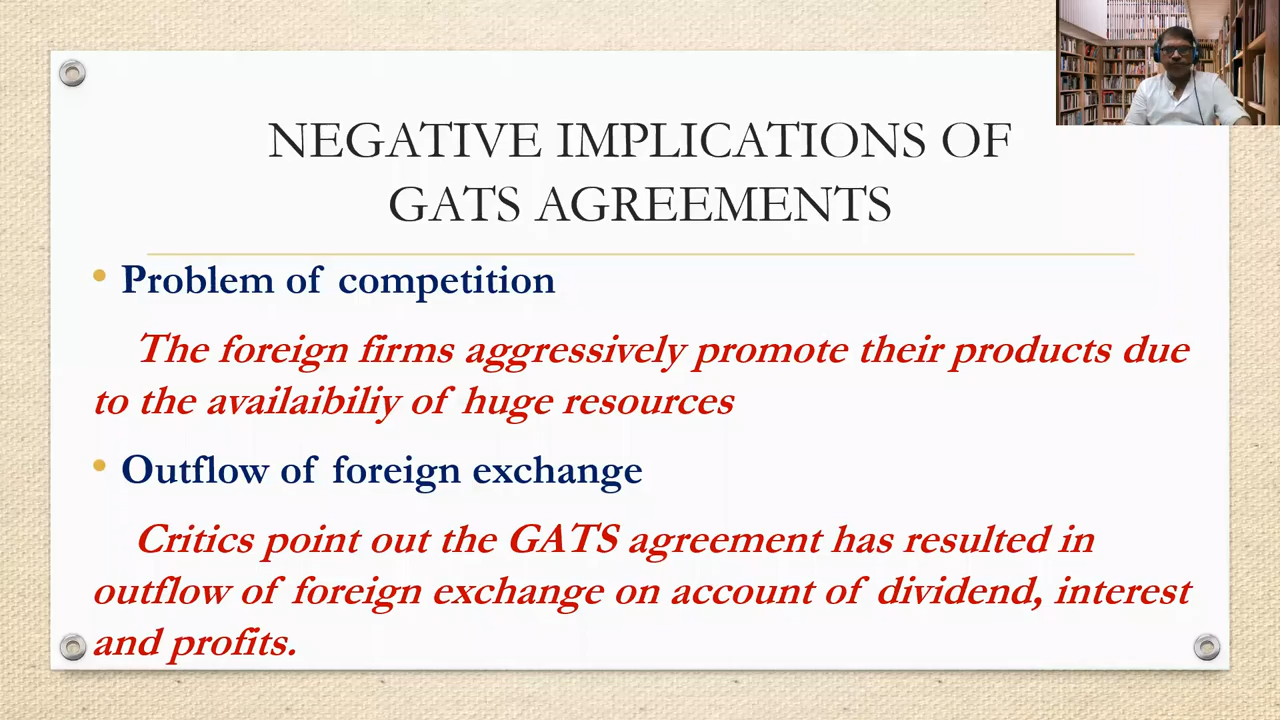 NEGATIVE IMPLICATIONS OF
GATS AGREEMENTS
• Problem of competition
The foreign firms aggressively promote their products due
to the availaibiliy of huge resources
• Outflow of foreign exchange
Critics point out the GATS agreement has resulted in
outflow of foreign exchange on account of dividend, interest
and profits.